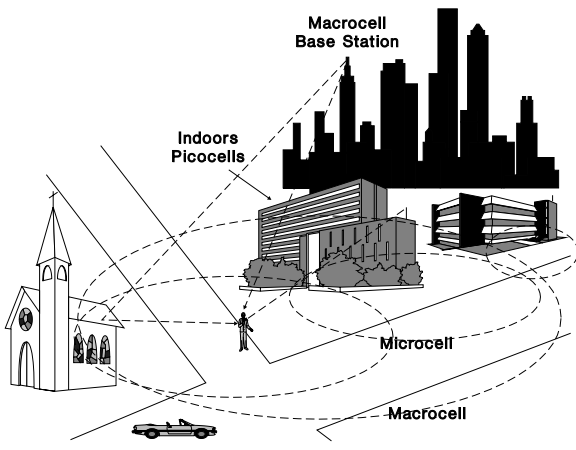 Macrocell
Base Station
Indoors
Picocells
Microcell
Macrocell